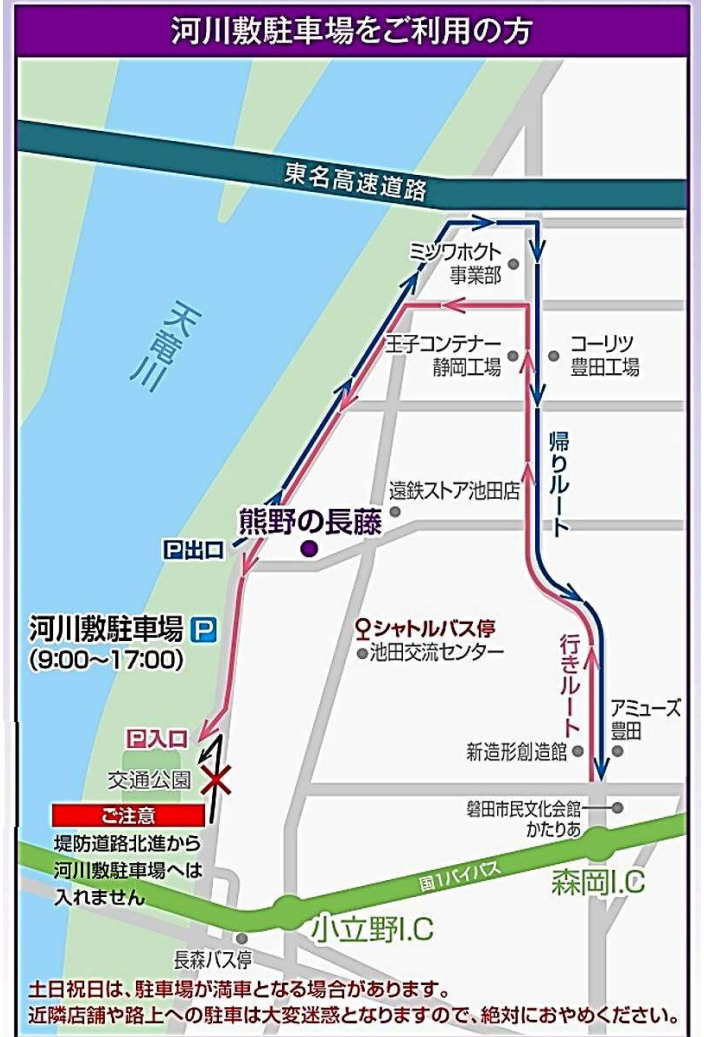 河川敷駐車場をご利用の方
東名高速道路
ミツワホクト
事業部
天竜川
王子コンテナー
静岡工場
コーリツ
豊田工場
帰りルート
遠鉄ストア池田店
熊野の長藤
P出口
河川敷駐車場 P
(9:00〜17:00)
シャトルバス停
池田交流センター
行きルート
アミューズ
豊田
新造形創造館
P入口
交通公園
ご注意
堤防道路北進から
河川敷駐車場へは
入れません
磐田市民文化会館
かたりあ
国1バイパス
森岡I.C
小立野I.C
長森バス停
土日祝日は、駐車場が満車となる場合があります。
近隣店舗や路上への駐車は大変迷惑となりますので、絶対におやめください。